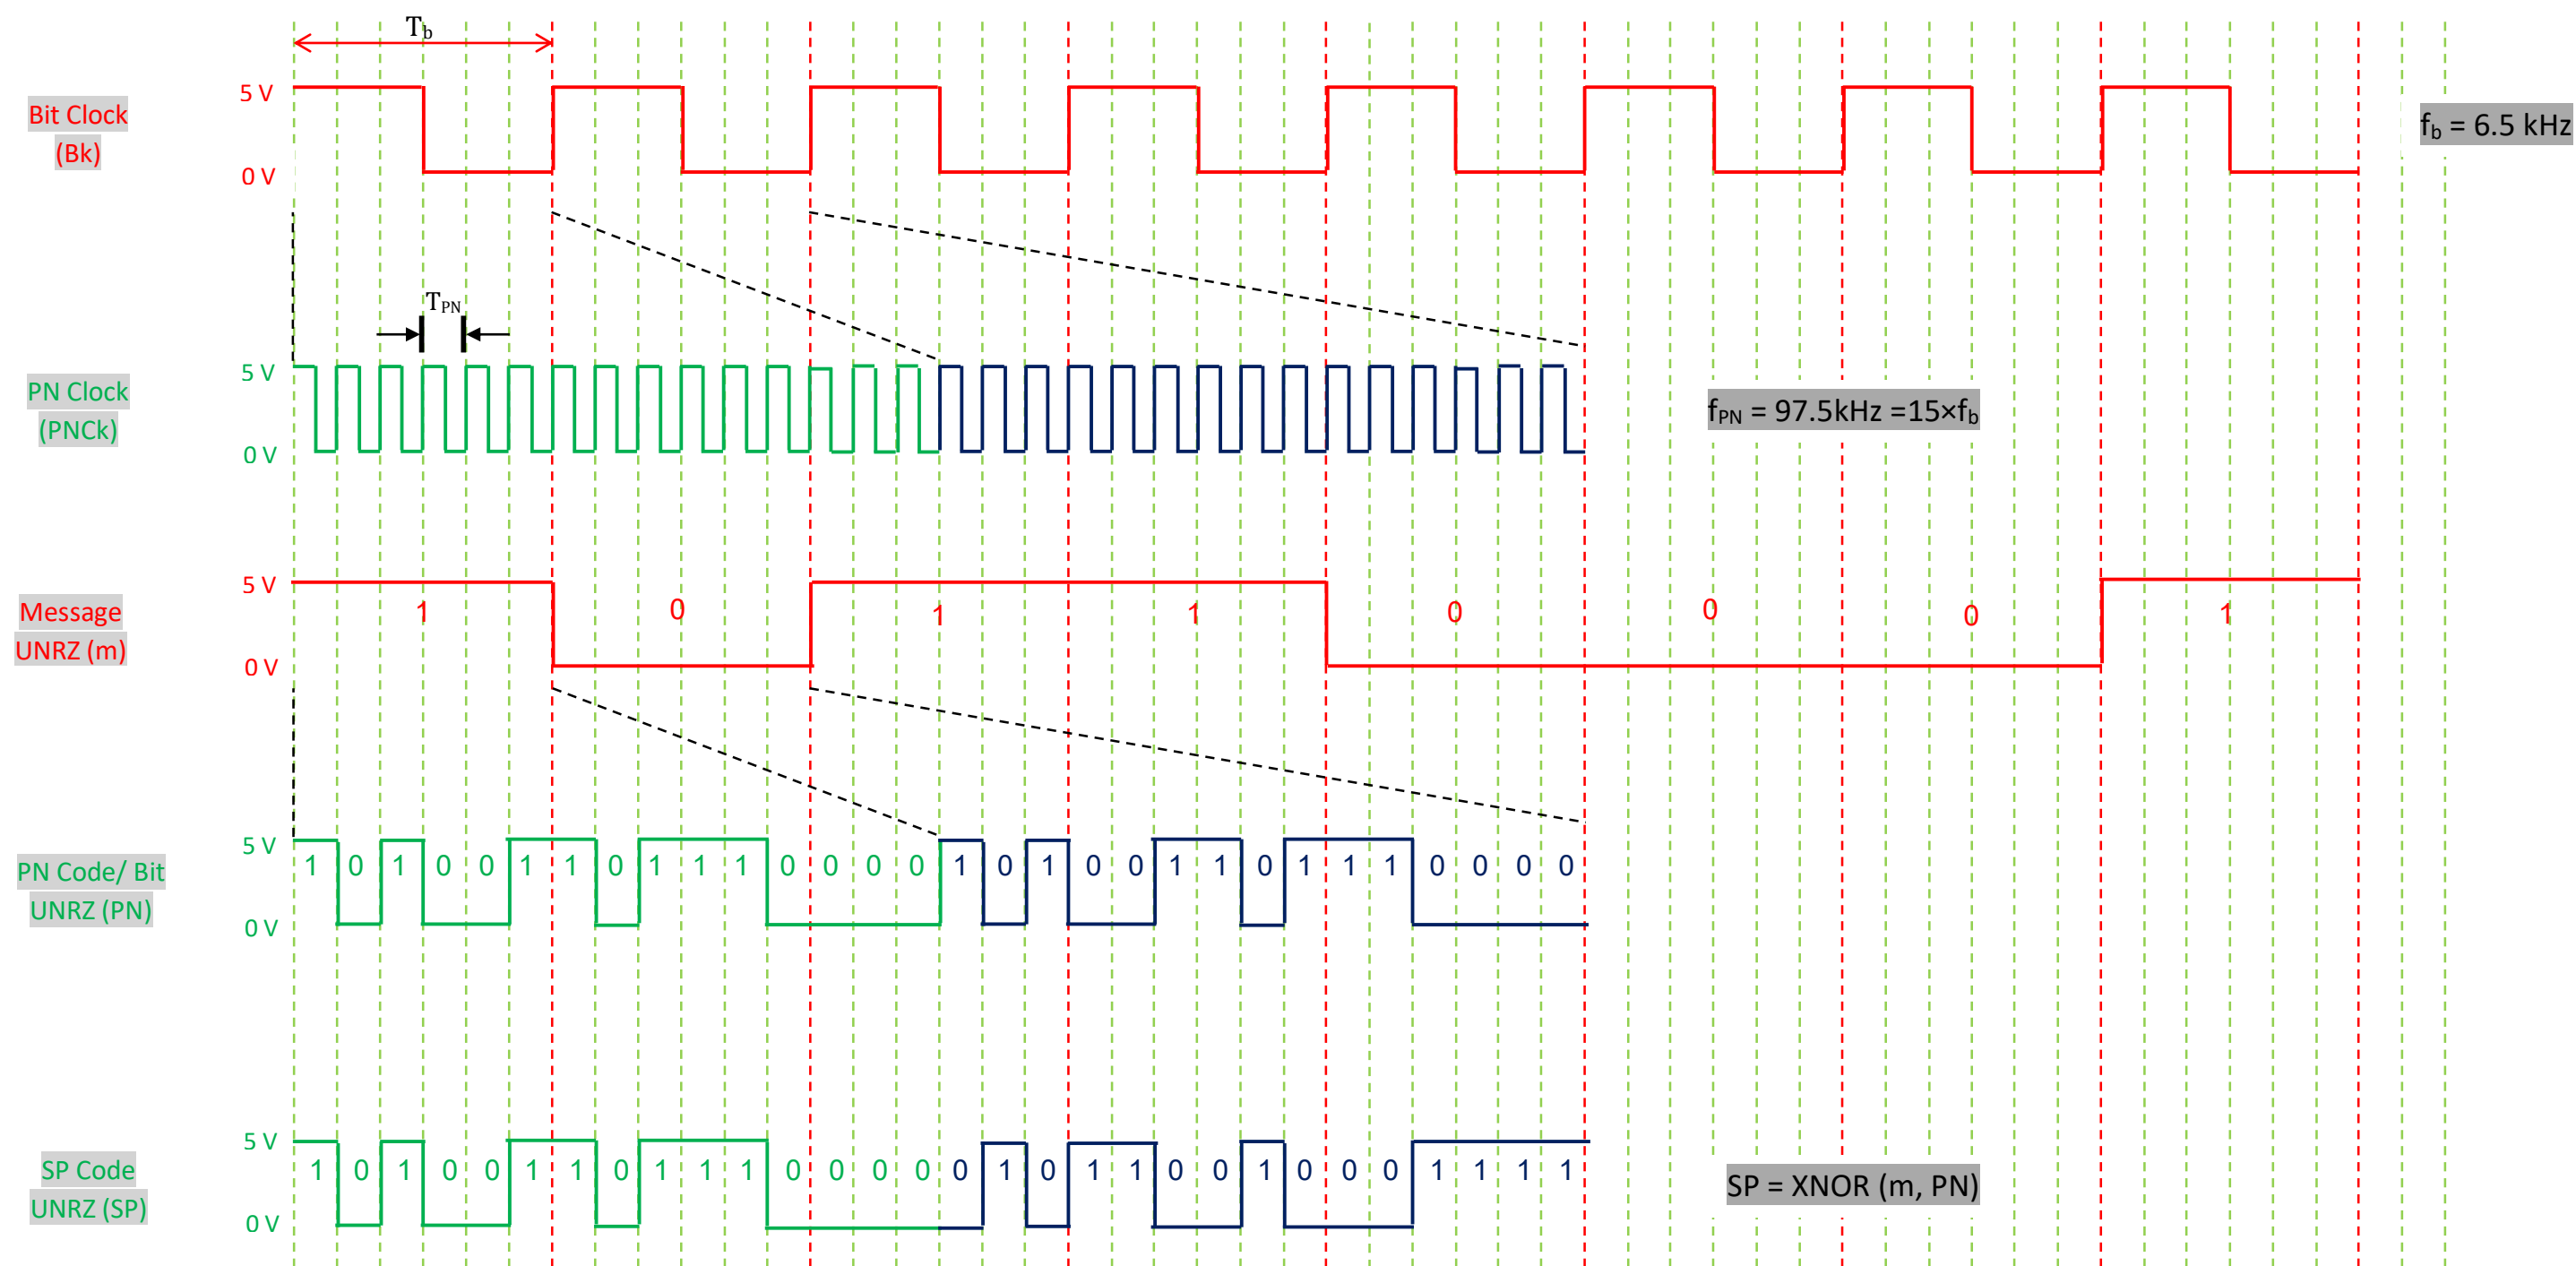 T_b
5 V
Bit Clock
(Bk)
0 V
f_b = 6.5 kHz
T_PN
5 V
PN Clock
(PNCk)
0 V
f_PN = 97.5kHz =15×f_b
5 V
Message
UNRZ (m)
0 V
1 0 1 1 0 0 0 1
5 V
PN Code/ Bit
UNRZ (PN)
0 V
1 0 1 0 0 1 1 0 1 1 1 0 0 0 0 1 0 1 0 0 1 1 0 1 1 1 0 0 0 0
5 V
SP Code
UNRZ (SP)
0 V
1 0 1 0 0 1 1 0 1 1 1 0 0 0 0 0 1 0 1 1 0 0 1 0 0 0 1 1 1 1
SP = XNOR (m, PN)